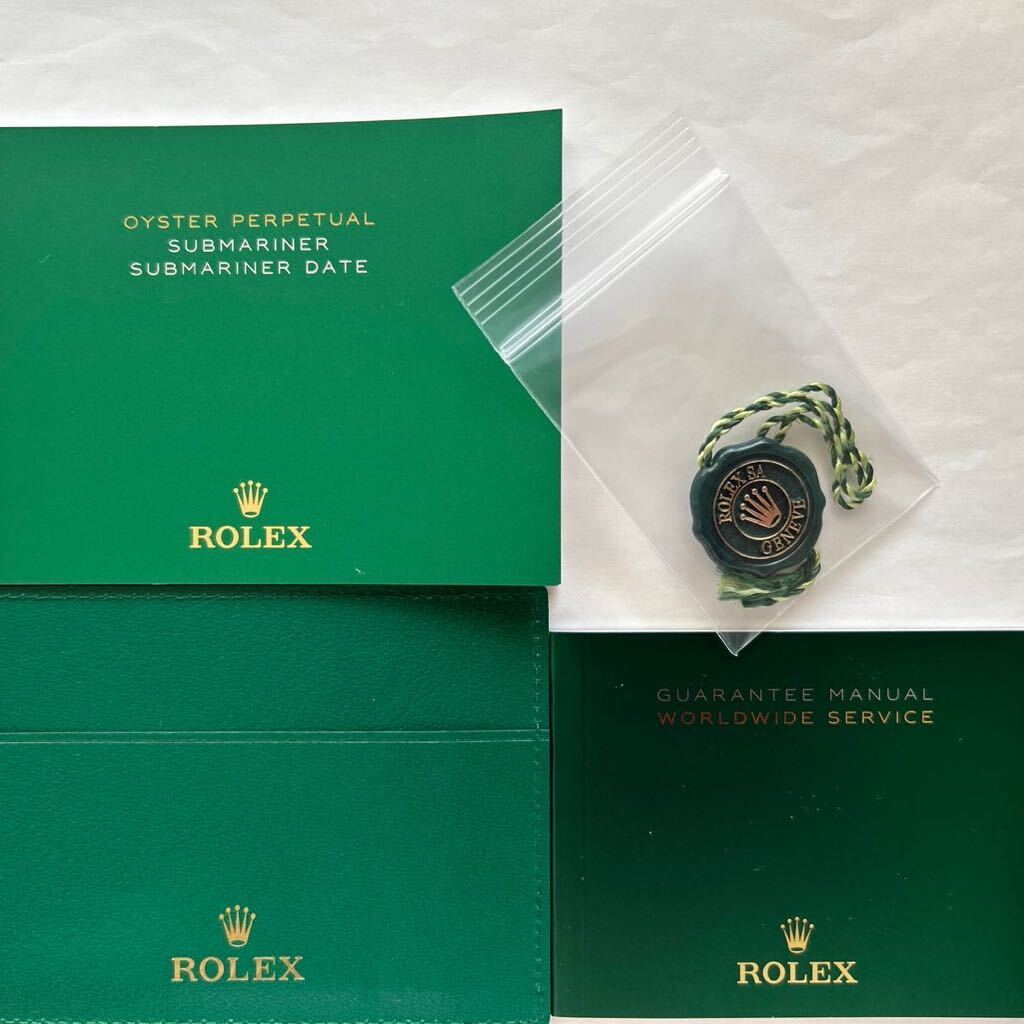 OYSTER PERPETUAL
SUBMARINER
SUBMARINER DATE
ROLEX
ROLEX SA
GENEVE
ROLEX
GUARANTEE MANUAL
WORLDWIDE SERVICE
ROLEX